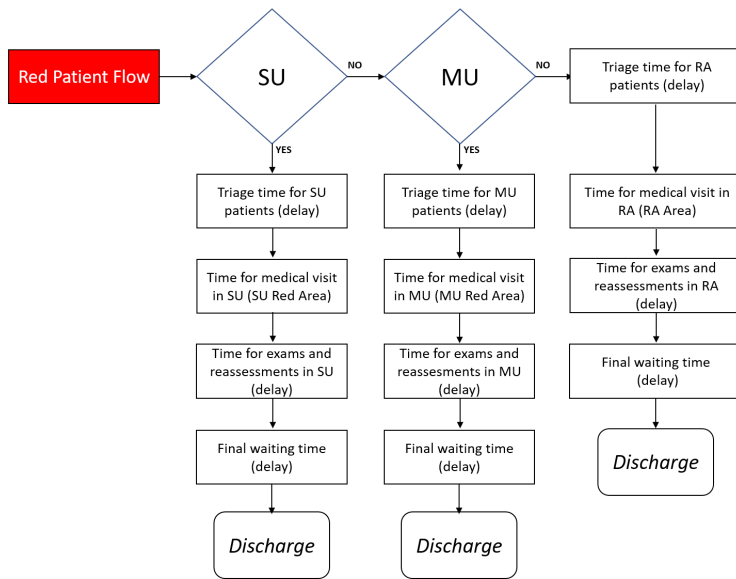 Red Patient Flow
SU
NO
MU
NO
Triage time for RA
patients (delay)
YES
YES
Triage time for SU
patients (delay)
Triage time for MU
patients (delay)
Time for medical visit in
RA (RA Area)
Time for medical visit
in SU (SU Red Area)
Time for medical visit
in MU (MU Red Area)
Time for exams and
reassessments in RA
(delay)
Time for exams and
reassessments in SU
(delay)
Time for exams and
reassessments in MU
(delay)
Final waiting time
(delay)
Final waiting time
(delay)
Final waiting time
(delay)
Discharge
Discharge
Discharge